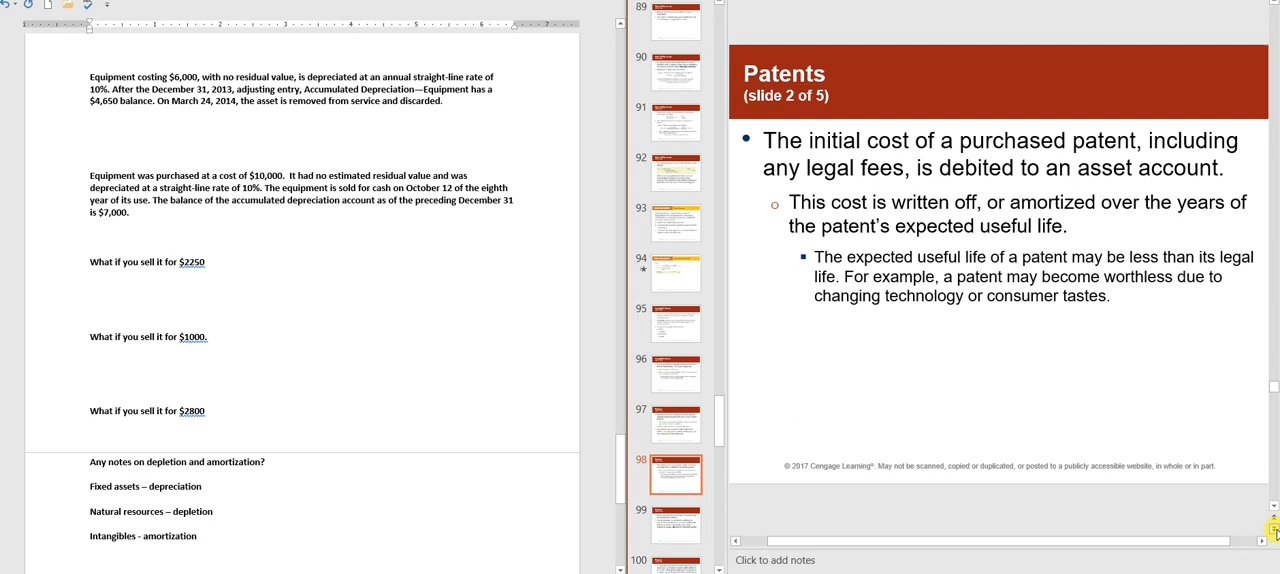 Equipment costing $6,000, with no residual value, is depreciated at an annual straight-line rate of
10%. After the December 31, 2013, adjusting entry, Accumulated Depreciation—Equipment has a
$4,650 balance. On March 24, 2014, the asset is removed from service and discarded.
Equipment was purchased at a cost of $10,000. It had no estimated residual value and was
depreciated at a straight-line rate of 10%. The equipment is sold for cash on October 12 of the eighth
year of its use. The balance of the accumulated depreciation account as of the preceding December 31
is $7,000.
What if you sell it for $2250
What if you sell it for $1000.
What if you sell it for $2800
Any notes on depletion and amortization?
Fixed assets – depreciation
Natural resources – depletion
Intangibles - amortization
89
90
91
92
93
94
95
96
97
98
99
100
Patents
(slide 2 of 5)
• The initial cost of a purchased patent, including
any legal fees, is debited to an asset account.
o This cost is written off, or amortized over the years of
the patent's expected useful life.
▪ The expected useful life of a patent may be less than its legal
life. For example, a patent may become worthless due to
changing technology or consumer tastes.
© 2017 Cengage Learning®. May not be scanned, copied or duplicated, or posted to a publicly accessible website, in whole or in part.
Click to add notes